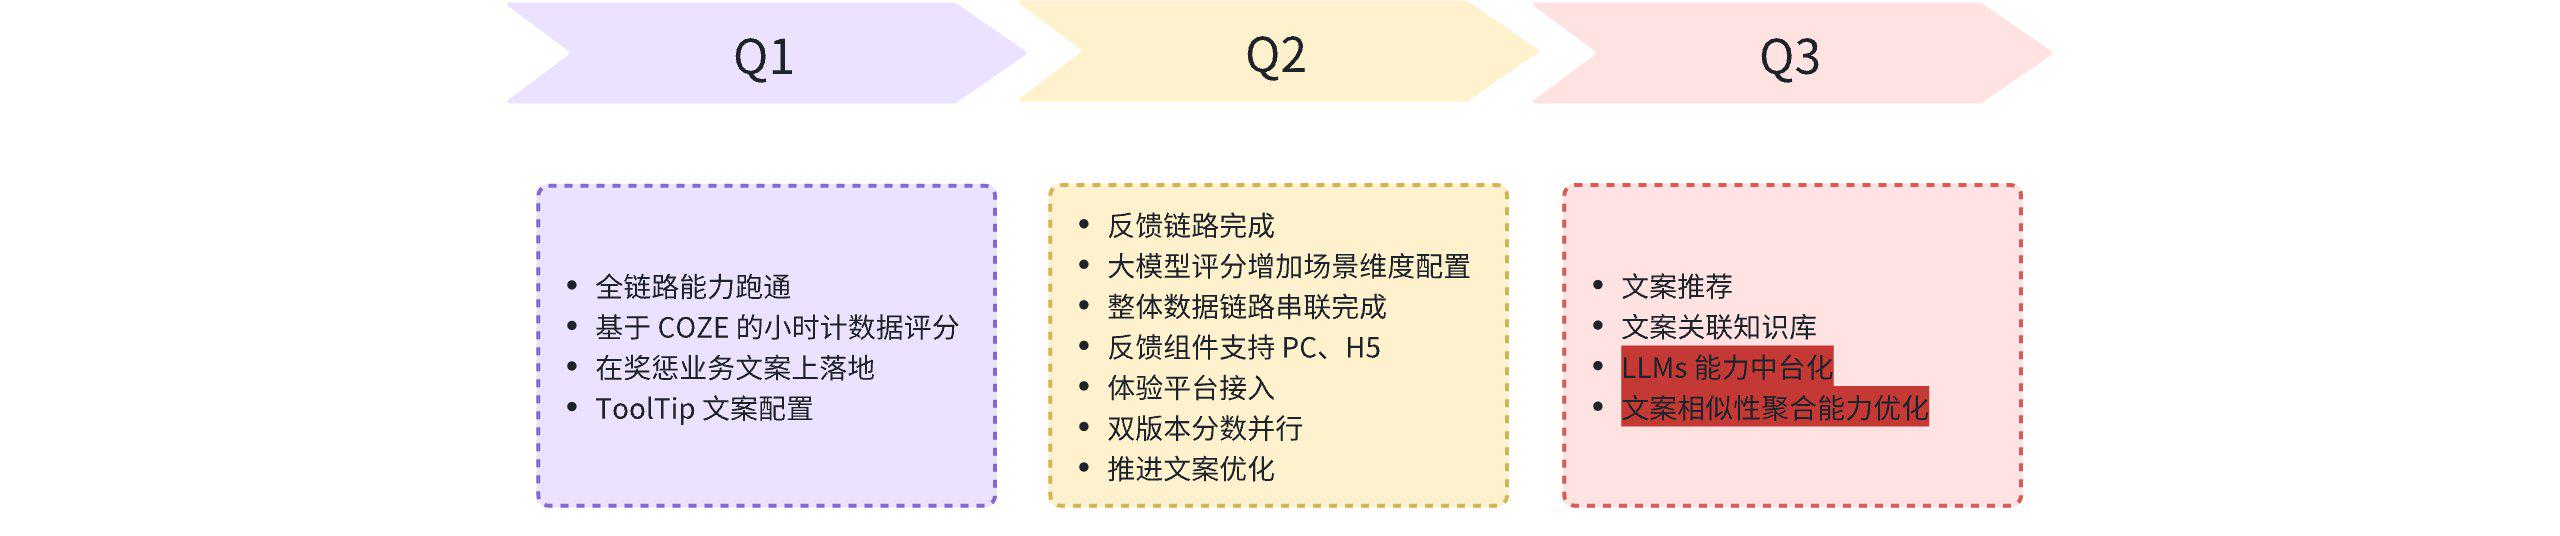 Q1
Q2
Q3
• 全链路能力跑通
• 基于 COZE 的小时计数据评分
• 在奖惩业务文案上落地
• ToolTip 文案配置
• 反馈链路完成
• 大模型评分增加场景维度配置
• 整体数据链路串联完成
• 反馈组件支持 PC、H5
• 体验平台接入
• 双版本分数并行
• 推进文案优化
• 文案推荐
• 文案关联知识库
• LLMs 能力中台化
• 文案相似性聚合能力优化